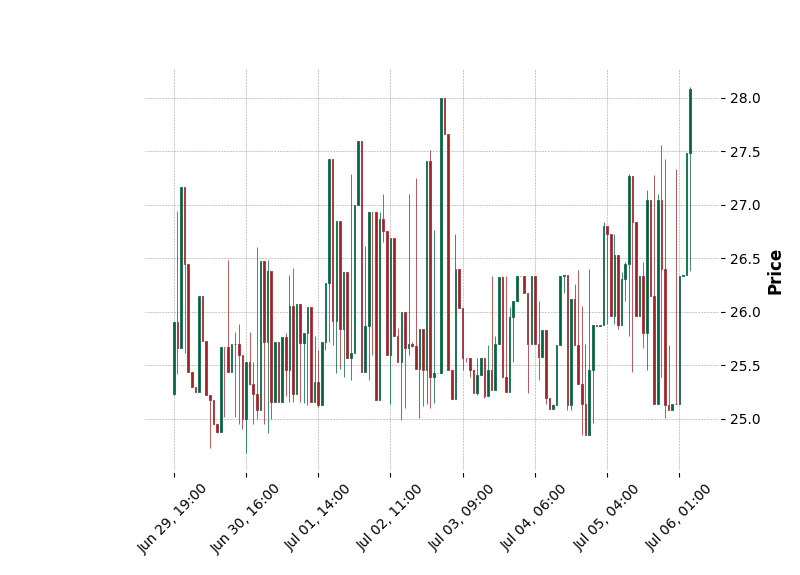 28.0
27.5
27.0
26.5
26.0
25.5
25.0
Price
Jun 29, 19:00
Jun 30, 16:00
Jul 01, 14:00
Jul 02, 11:00
Jul 03, 09:00
Jul 04, 06:00
Jul 05, 04:00
Jul 06, 01:00